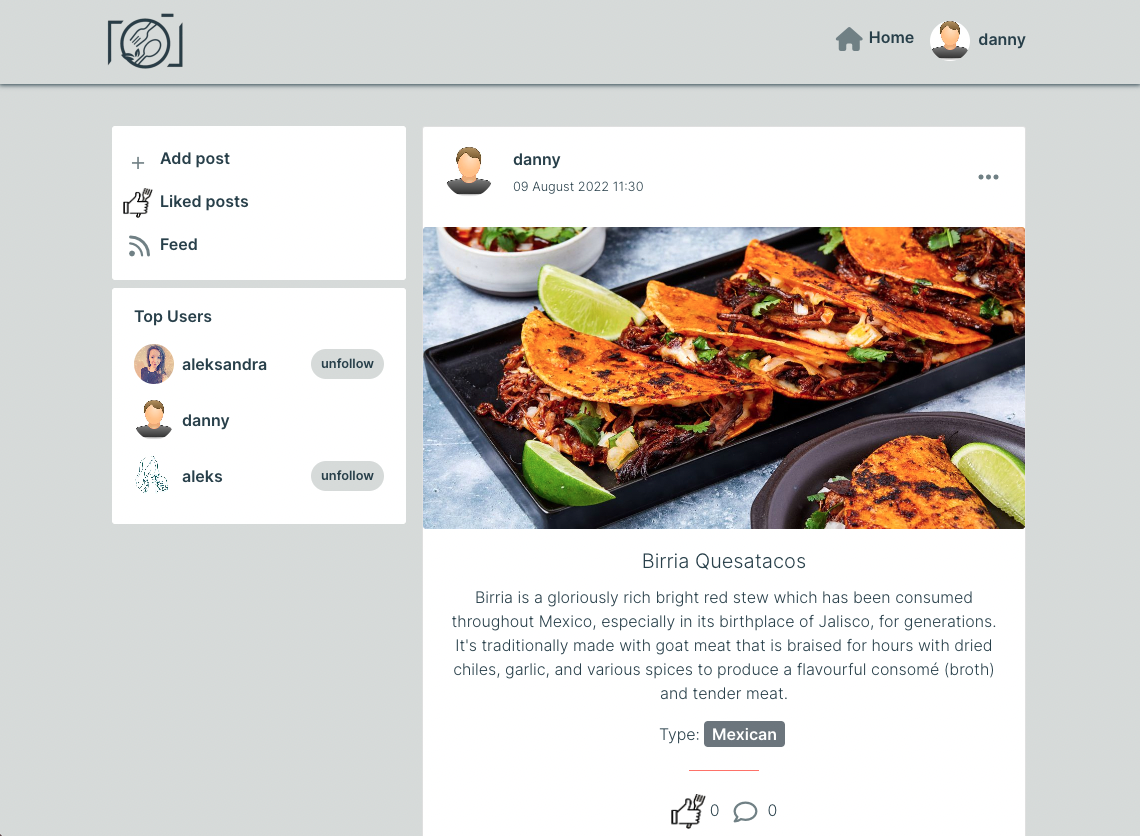 Home
danny
Add post
Liked posts
Feed
Top Users
aleksandra
unfollow
danny
aleks
unfollow
danny
09 August 2022 11:30
Birria Quesatacos
Birria is a gloriously rich bright red stew which has been consumed
throughout Mexico, especially in its birthplace of Jalisco, for generations.
It's traditionally made with goat meat that is braised for hours with dried
chiles, garlic, and various spices to produce a flavourful consomé (broth)
and tender meat.
Type: Mexican
0 0